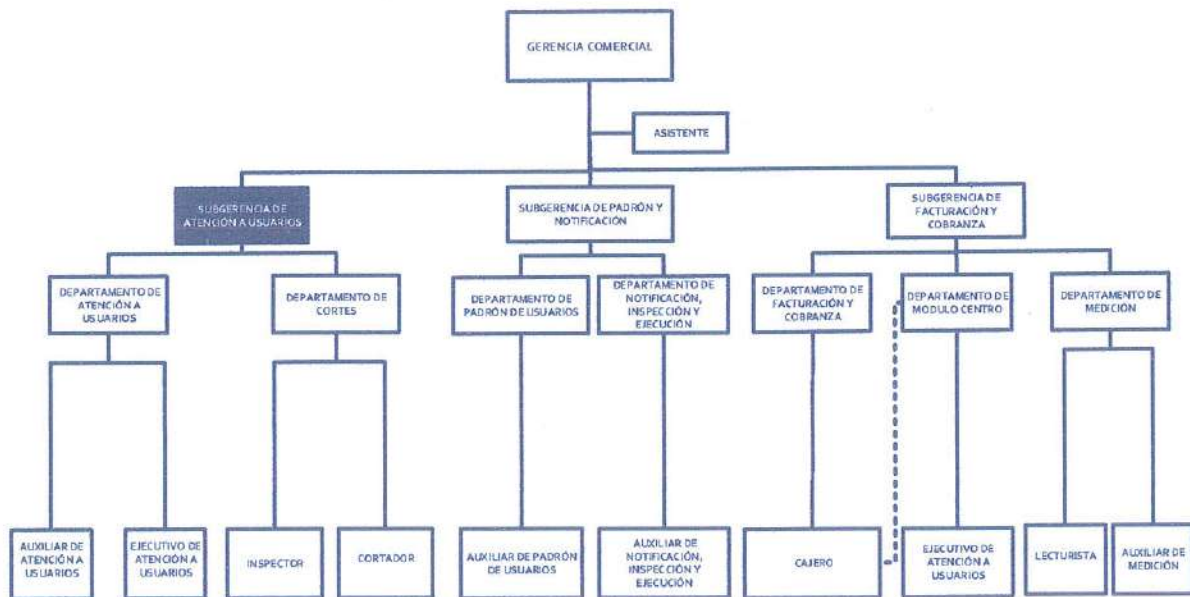 GERENCIA COMERCIAL
ASISTENTE
SUBGERENCIA DE
ATENCIÓN A USUARIOS
SUBGERENCIA DE PADRÓN Y
NOTIFICACIÓN
SUBGERENCIA DE
FACTURACIÓN Y
COBRANZA
DEPARTAMENTO DE
ATENCIÓN A
USUARIOS
DEPARTAMENTO DE
CORTES
DEPARTAMENTO DE
PADRÓN DE USUARIOS
DEPARTAMENTO DE
NOTIFICACIÓN,
INSPECCIÓN Y
EJECUCIÓN
DEPARTAMENTO DE
FACTURACIÓN Y
COBRANZA
DEPARTAMENTO DE
MODULO CENTRO
DEPARTAMENTO DE
MEDICIÓN
AUXILIAR DE
ATENCIÓN A
USUARIOS
EJECUTIVO DE
ATENCIÓN A
USUARIOS
INSPECTOR
CORTADOR
AUXILIAR DE PADRÓN
DE USUARIOS
AUXILIAR DE
NOTIFICACIÓN,
INSPECCIÓN Y
EJECUCIÓN
CAJERO
EJECUTIVO DE
ATENCIÓN A
USUARIOS
LECTURISTA
AUXILIAR DE
MEDICIÓN